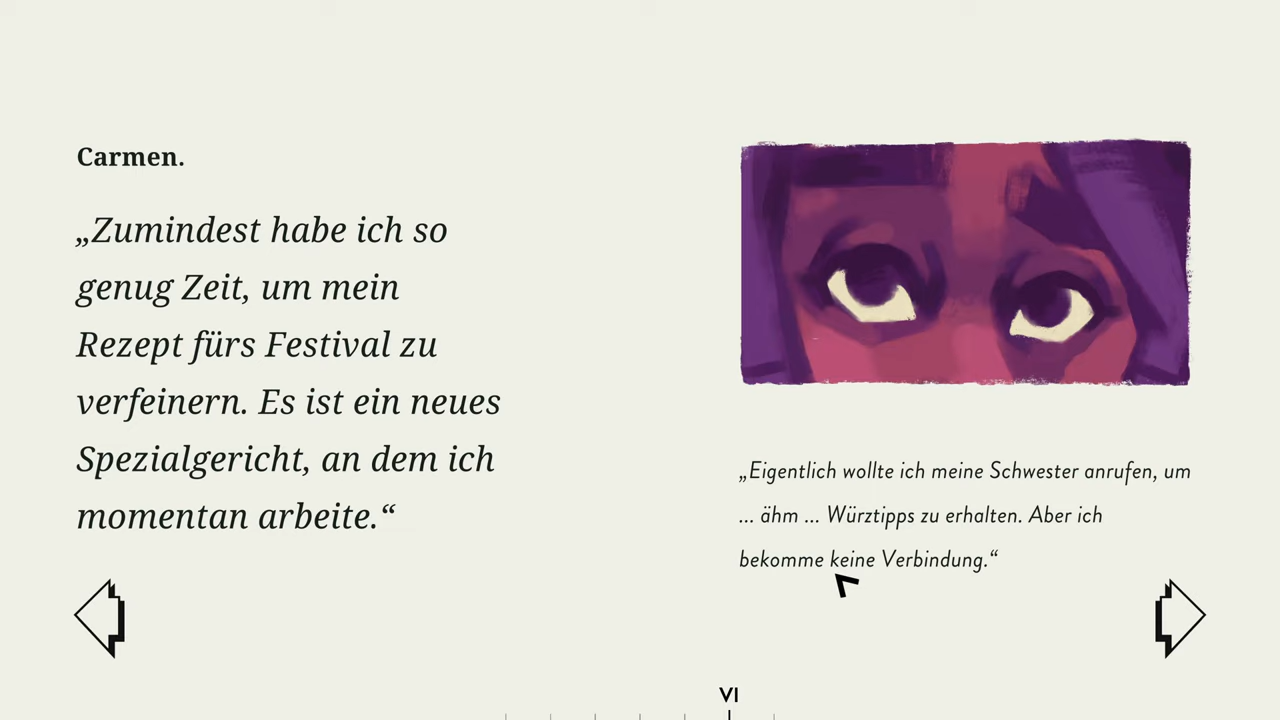 Carmen.
„Zumindest habe ich so
genug Zeit, um mein
Rezept fürs Festival zu
verfeinern. Es ist ein neues
Spezialgericht, an dem ich
momentan arbeite.“
„Eigentlich wollte ich meine Schwester anrufen, um
... ähm ... Würztipps zu erhalten. Aber ich
bekomme keine Verbindung.“
VI